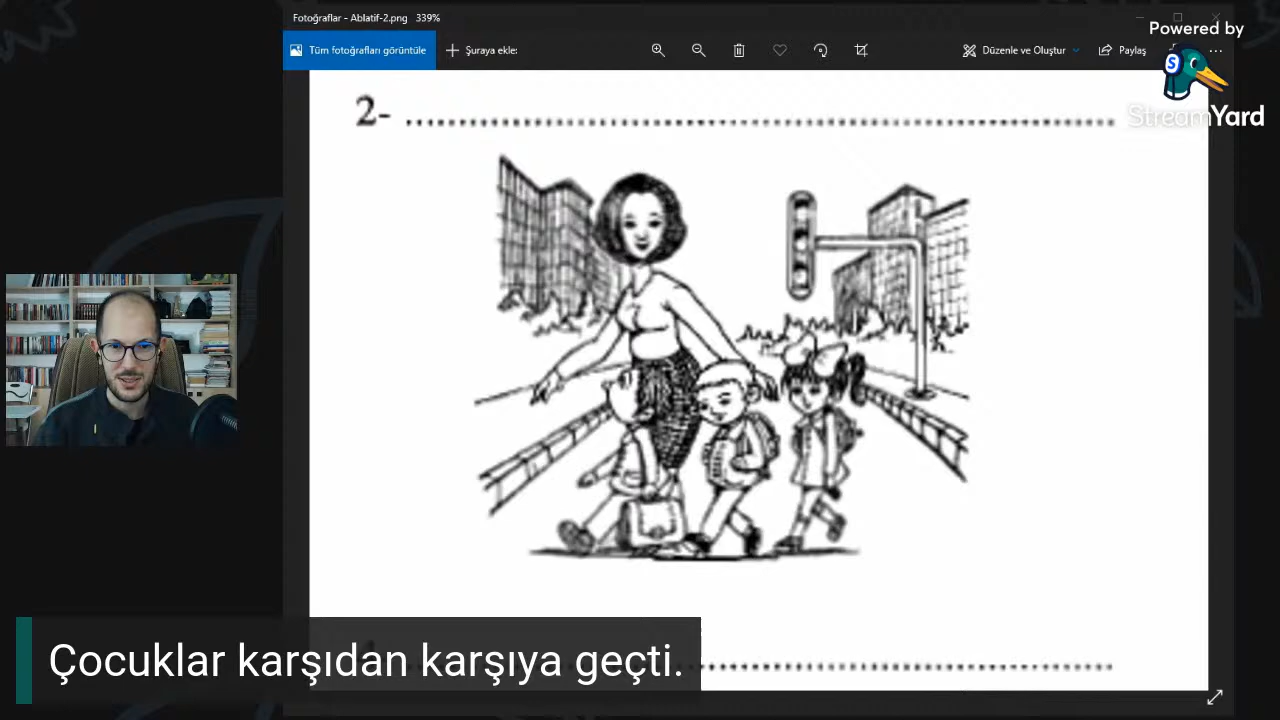 Fotoğraflar - Ablatif-2.png 339%
Tüm fotoğrafları görüntüle
Şuraya ekle:
Düzenle ve Oluştur
Paylaş
Powered by
S
StreamYard
2- ................................................................
Çocuklar karşıdan karşıya geçti.